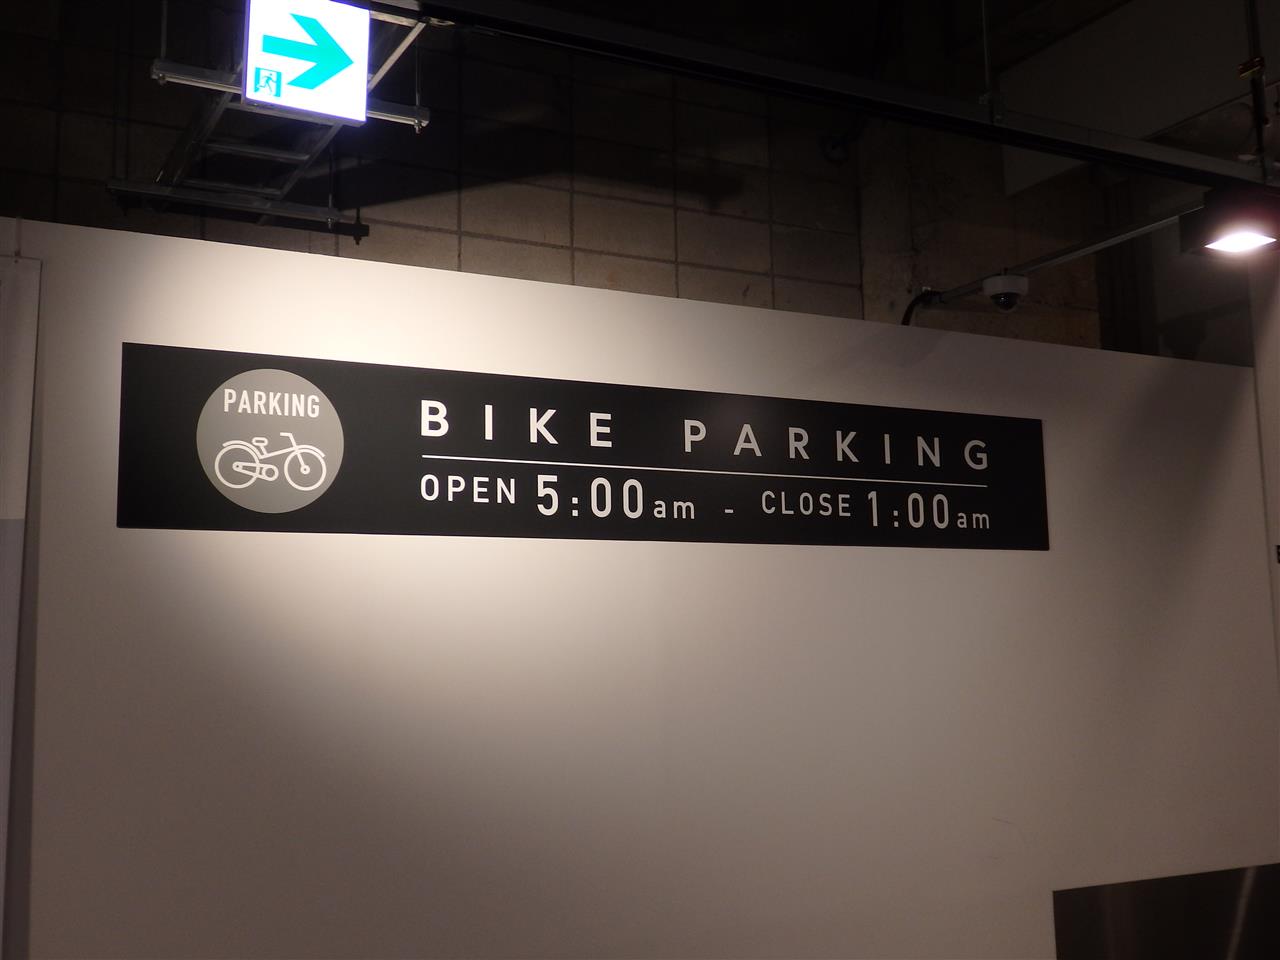 PARKING
BIKE PARKING
OPEN 5:00am - CLOSE 1:00am